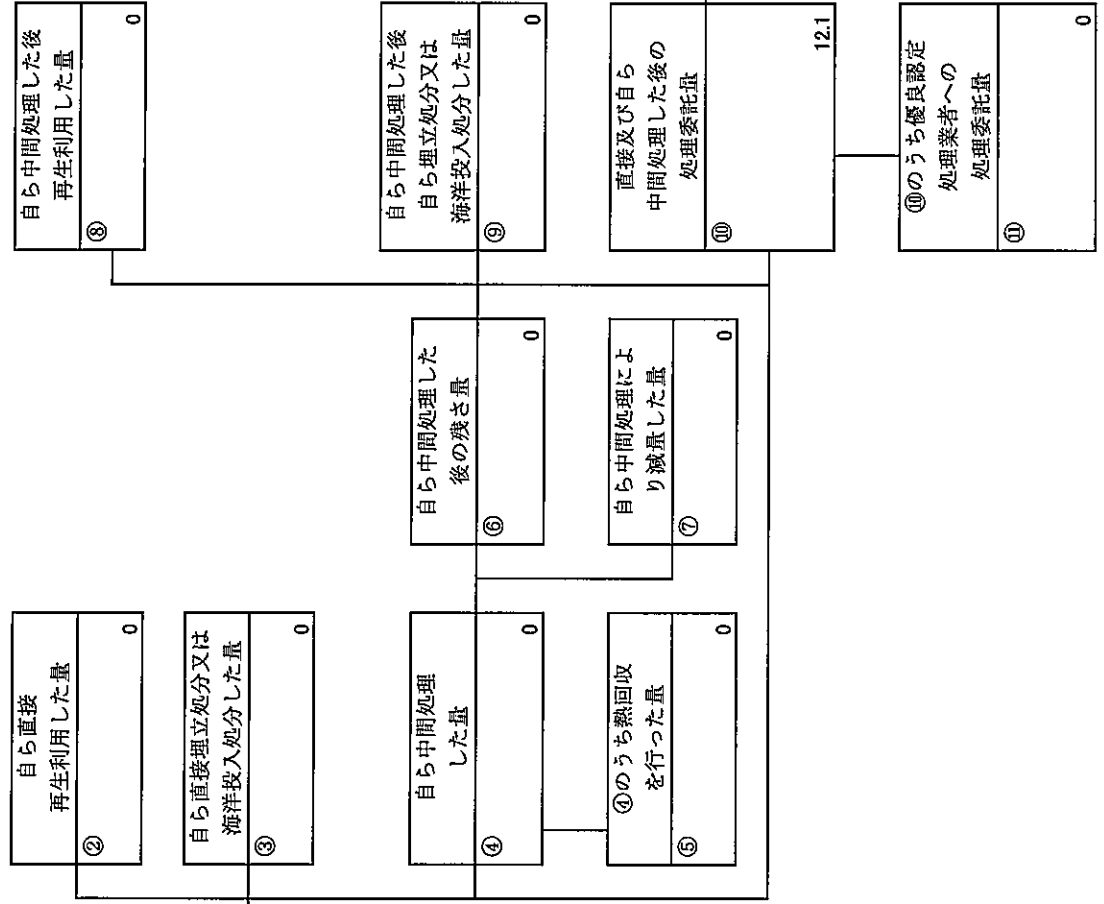 自ら直接
再生利用した量
②
0
自ら直接埋立処分又は
海洋投入処分した量
③
0
自ら中間処理
した量
④
0
④のうち熱回収
を行った量
⑤
0
自ら中間処理した
後の残さ量
⑥
0
自ら中間処理によ
り減量した量
⑦
0
自ら中間処理した後
再生利用した量
⑧
0
自ら中間処理した後
自ら埋立処分又は
海洋投入処分した量
⑨
0
直接及び自ら
中間処理した後の
処理委託量
⑩
12.1
⑩のうち優良認定
処理業者への
処理委託量
⑪
0